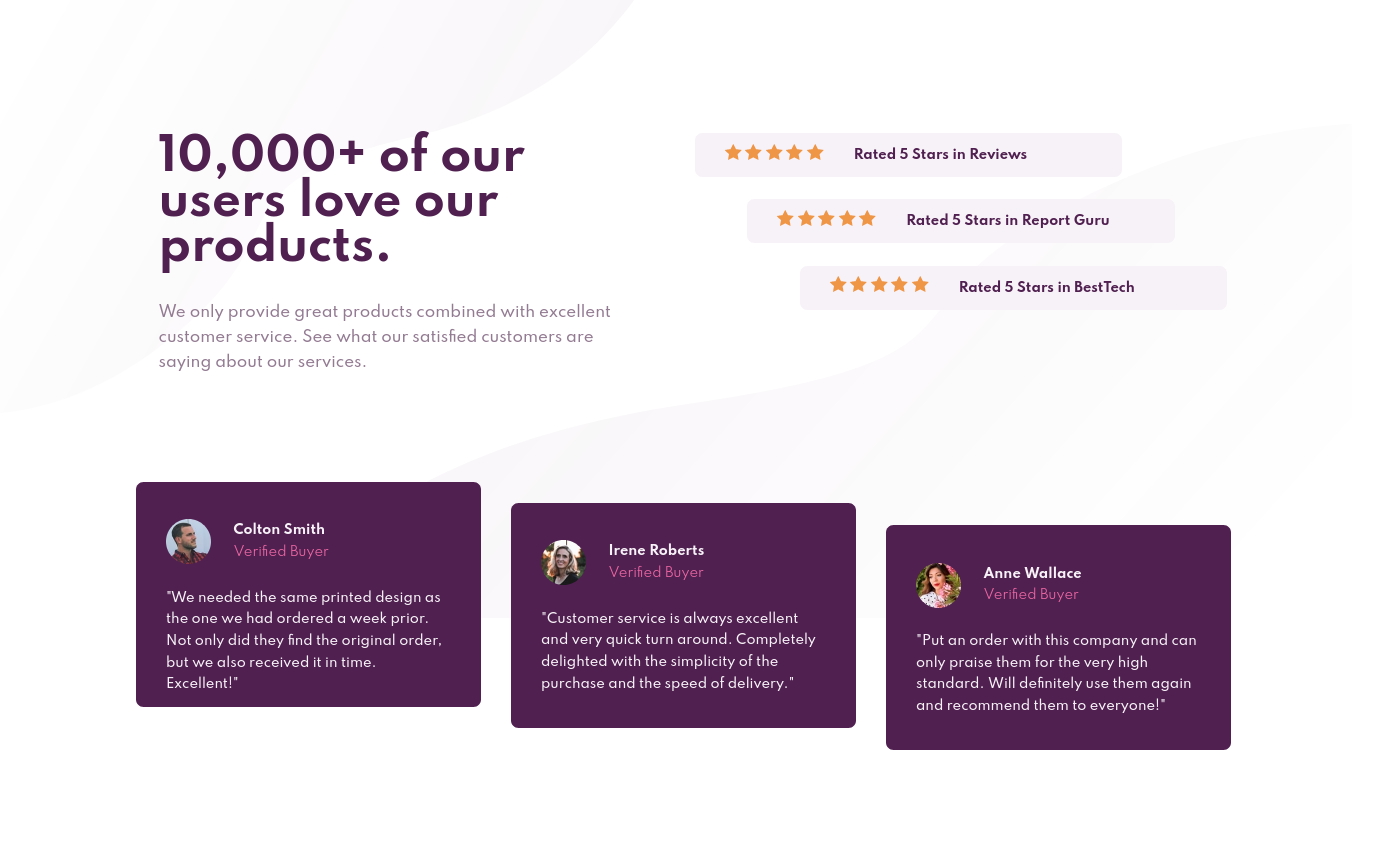 10,000+ of our
users love our
products.
We only provide great products combined with excellent
customer service. See what our satisfied customers are
saying about our services.
Rated 5 Stars in Reviews
Rated 5 Stars in Report Guru
Rated 5 Stars in BestTech
Colton Smith
Verified Buyer
"We needed the same printed design as
the one we had ordered a week prior.
Not only did they find the original order,
but we also received it in time.
Excellent!"
Irene Roberts
Verified Buyer
"Customer service is always excellent
and very quick turn around. Completely
delighted with the simplicity of the
purchase and the speed of delivery."
Anne Wallace
Verified Buyer
"Put an order with this company and can
only praise them for the very high
standard. Will definitely use them again
and recommend them to everyone!"